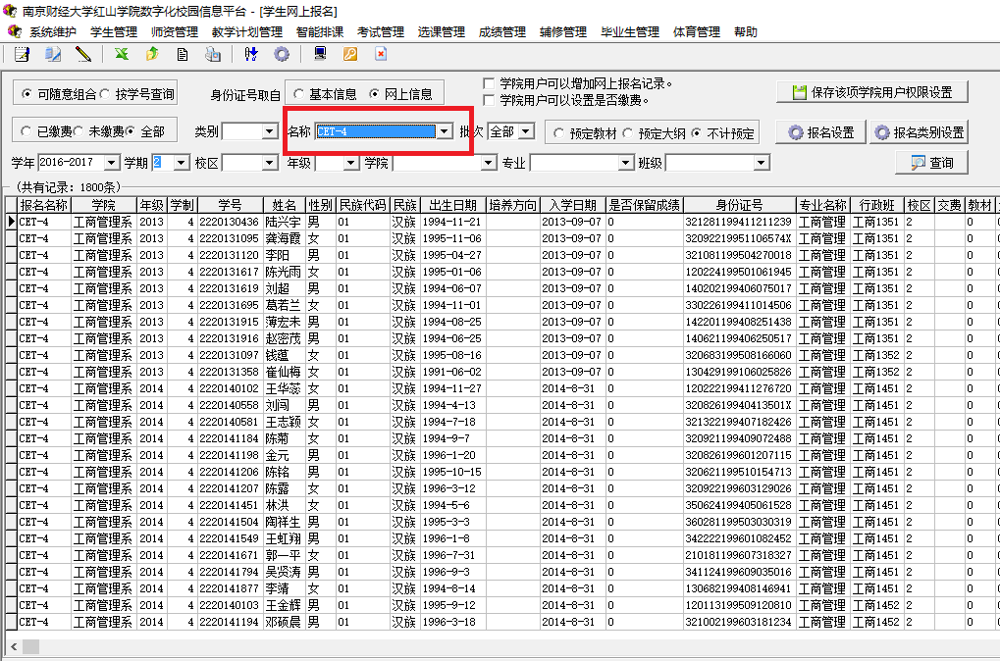 南京财经大学红山学院数字化校园信息平台 - [学生网上报名]
系统维护 学生管理 师资管理 教学计划管理 智能排课 考试管理 选课管理 成绩管理 辅修管理 毕业生管理 体育管理 帮助
可随意组合 按学号查询 身份证号取自 基本信息 网上信息 学院用户可以增加网上报名记录。 保存该项学院用户权限设置
学院用户可以设置是否缴费。
已缴费 未缴费 全部 类别 名称 CET-4 批次 全部 预定教材 预定大纲 不计预定 报名设置 报名类别设置
学年 2016-2017 学期 2 校区 年级 学院 专业 班级 查询
(共有记录: 1800条)
报名名称 学院 年级 学制 学号 姓名 性别 民族代码 民族 出生日期 培养方向 入学日期 是否保留成绩 身份证号 专业名称 行政班 校区 交费 教材
CET-4 工商管理系 2013 4 2220130436 陆兴宇 男 01 汉族 1994-11-21 2013-09-07 0 321281199411211239 工商管理 工商1351 2 0
CET-4 工商管理系 2013 4 2220131095 龚海霞 女 01 汉族 1995-11-06 2013-09-07 0 32092219951106574X 工商管理 工商1351 2 0
CET-4 工商管理系 2013 4 2220131120 李阳 男 01 汉族 1995-04-27 2013-09-07 0 321081199504270018 工商管理 工商1351 2 0
CET-4 工商管理系 2013 4 2220131617 陈光雨 女 01 汉族 1995-01-06 2013-09-07 0 120224199501061945 工商管理 工商1351 2 0
CET-4 工商管理系 2013 4 2220131619 刘超 男 01 汉族 1994-06-07 2013-09-07 0 140202199406075017 工商管理 工商1351 2 0
CET-4 工商管理系 2013 4 2220131695 葛若兰 女 01 汉族 1994-11-01 2013-09-07 0 330226199411014506 工商管理 工商1351 2 0
CET-4 工商管理系 2013 4 2220131915 薄宏未 男 01 汉族 1994-08-25 2013-09-07 0 142201199408251438 工商管理 工商1351 2 0
CET-4 工商管理系 2013 4 2220131916 赵密茂 男 01 汉族 1994-06-25 2013-09-07 0 140621199406250517 工商管理 工商1351 2 0
CET-4 工商管理系 2013 4 2220131097 钱蕴 女 01 汉族 1995-08-16 2013-09-07 0 320683199508166060 工商管理 工商1352 2 0
CET-4 工商管理系 2013 4 2220131358 崔仙梅 女 01 汉族 1991-06-02 2013-09-07 0 130429199106025826 工商管理 工商1352 2 0
CET-4 工商管理系 2014 4 2220140102 王华蕊 女 01 汉族 1994-11-27 2014-8-31 0 120222199411276720 工商管理 工商1451 2 0
CET-4 工商管理系 2014 4 2220140558 刘闯 男 01 汉族 1994-4-13 2014-8-31 0 32082619940413501X 工商管理 工商1451 2 0
CET-4 工商管理系 2014 4 2220140581 王志颖 女 01 汉族 1994-7-18 2014-8-31 0 321322199407182426 工商管理 工商1451 2 0
CET-4 工商管理系 2014 4 2220141184 陈菊 女 01 汉族 1994-9-7 2014-8-31 0 320921199409072488 工商管理 工商1451 2 0
CET-4 工商管理系 2014 4 2220141198 金元 男 01 汉族 1996-1-20 2014-8-31 0 320826199601207115 工商管理 工商1451 2 0
CET-4 工商管理系 2014 4 2220141206 陈铭 男 01 汉族 1995-10-15 2014-8-31 0 320621199510154713 工商管理 工商1451 2 0
CET-4 工商管理系 2014 4 2220141207 陈露 女 01 汉族 1996-3-12 2014-8-31 0 320922199603129026 工商管理 工商1451 2 0
CET-4 工商管理系 2014 4 2220141451 林洪 女 01 汉族 1994-5-6 2014-8-31 0 350624199405061528 工商管理 工商1451 2 0
CET-4 工商管理系 2014 4 2220141504 陶祥生 男 01 汉族 1995-3-3 2014-8-31 0 360281199503030319 工商管理 工商1451 2 0
CET-4 工商管理系 2014 4 2220141549 王虹翔 男 01 汉族 1996-1-8 2014-8-31 0 342222199601082452 工商管理 工商1451 2 0
CET-4 工商管理系 2014 4 2220141671 郭一平 女 01 汉族 1996-7-31 2014-8-31 0 210181199607318327 工商管理 工商1451 2 0
CET-4 工商管理系 2014 4 2220141794 吴贤涛 男 01 汉族 1996-9-3 2014-8-31 0 341124199609035016 工商管理 工商1451 2 0
CET-4 工商管理系 2014 4 2220141877 李靖 女 01 汉族 1994-8-14 2014-8-31 0 130682199408146941 工商管理 工商1451 2 0
CET-4 工商管理系 2014 4 2220140103 王金辉 男 01 汉族 1995-9-12 2014-8-31 0 120113199509120810 工商管理 工商1452 2 0
CET-4 工商管理系 2014 4 2220141194 邓硕晨 男 01 汉族 1996-3-18 2014-8-31 0 321002199603181234 工商管理 工商1452 2 0